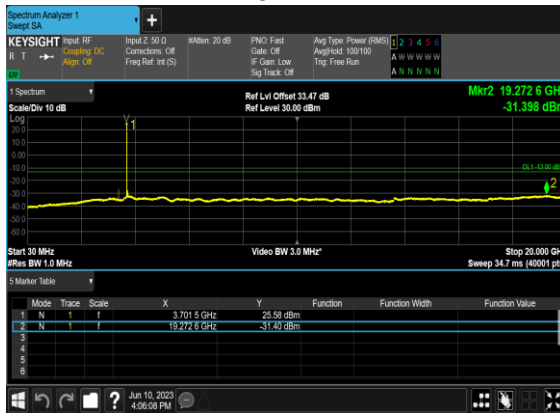 Spectrum Analyzer 1
Swept SA
+
KEYSIGHT Input: RF Input Z: 50 Ω #Atten: 20 dB PNO: Fast Avg Type: Power (RMS) 1 2 3 4 5 6
R T Coupling: DC Corrections: Off Gate: Off Avg|Hold: 100/100 A W W W W W
Align: Off Freq Ref: Int (S) IF Gain: Low Trig: Free Run
Sig Track: Off A N N N N N
1 Spectrum
Scale/Div 10 dB Ref Lvl Offset 33.47 dB Mkr2 19.272 6 GH
Ref Level 30.00 dBm -31.398 dB
Log
20.0
10.0
0.00
-10.0
-20.0
-30.0
-40.0
-50.0
-60.0
1
DL1 -13.00 dB
2
Start 30 MHz Video BW 3.0 MHz* Stop 20.000 GH
#Res BW 1.0 MHz Sweep 34.7 ms (40001 pt
5 Marker Table
Mode Trace Scale X Y Function Function Width Function Value
1 N 1 f 3.701 5 GHz 25.58 dBm
2 N 1 f 19.272 6 GHz -31.40 dBm
3
4
5
6
? Jun 10, 2023
4:06:08 PM